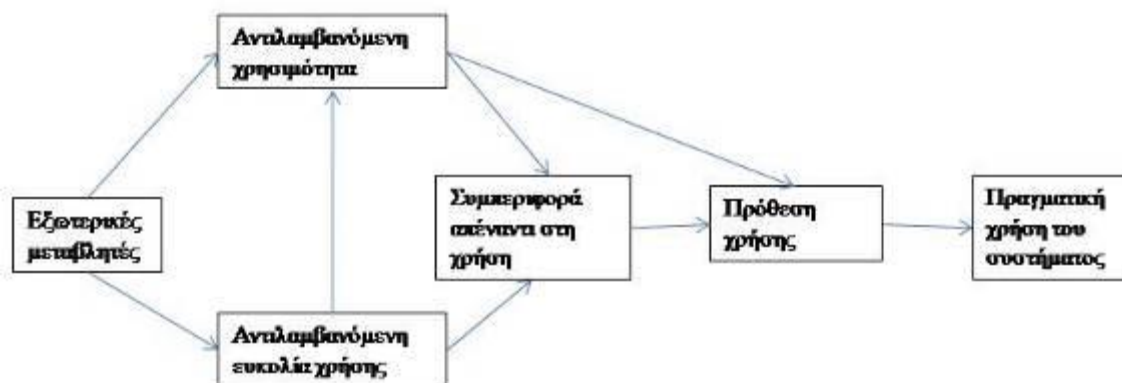 Αντιλαμβανόμενη
χρησιμότητα
Εξωτερικές
μεταβλητές
Συμπεριφορά
απέναντι στη
χρήση
Πρόθεση
χρήσης
Πραγματική
χρήση του
συστήματος
Αντιλαμβανόμενη
ευκολία χρήσης